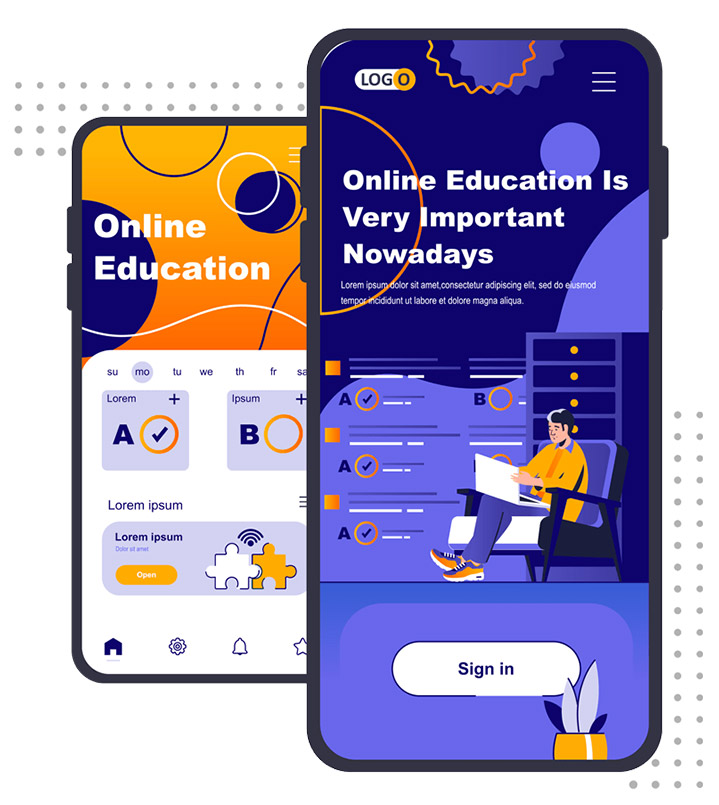 LOGO
Online Education Is
Very Important
Nowadays
Lorem ipsum dolor sit amet,consectetur adipiscing elit, sed do eiusmod
tempor incididunt ut labore et dolore magna aliqua.
A B
A
A
Sign in
Online
Education
su mo tu we th fr sa
Lorem Ipsum
A B
Lorem ipsum
Lorem ipsum
Dolor sit amet
Open